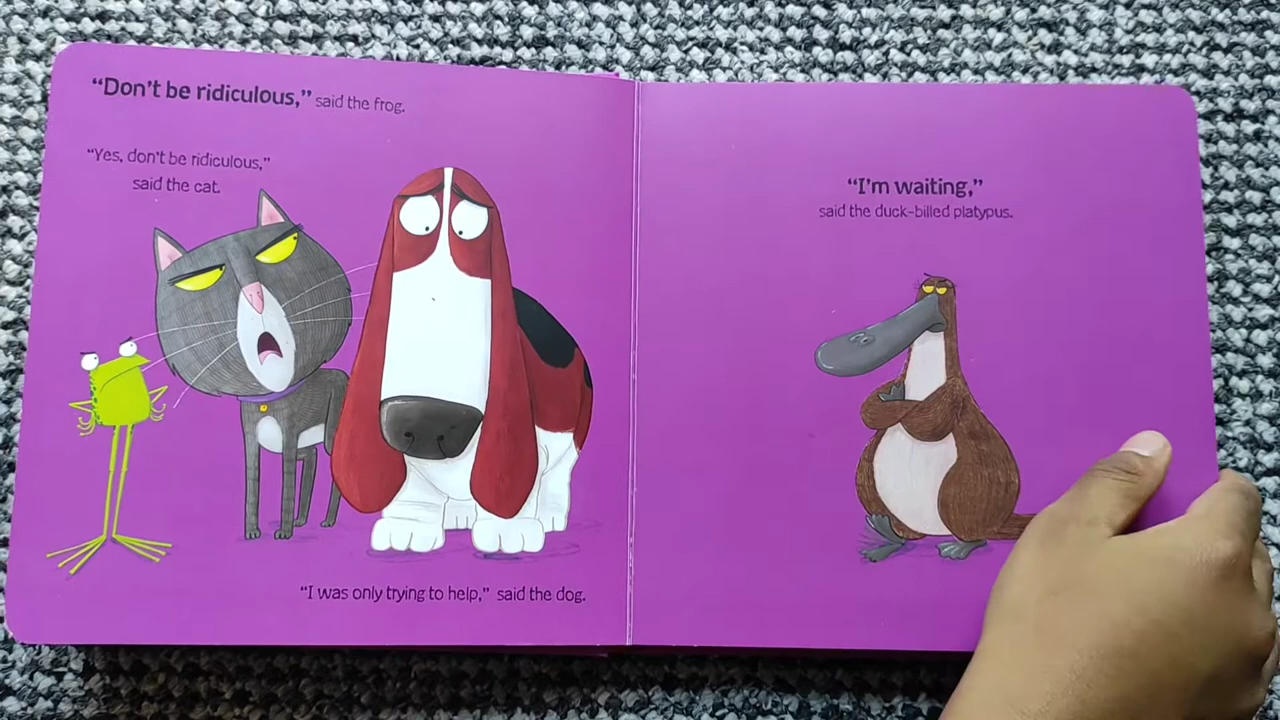 “Don't be ridiculous,” said the frog.
“Yes, don't be ridiculous,”
said the cat.
“I was only trying to help,” said the dog.
“I'm waiting,”
said the duck-billed platypus.